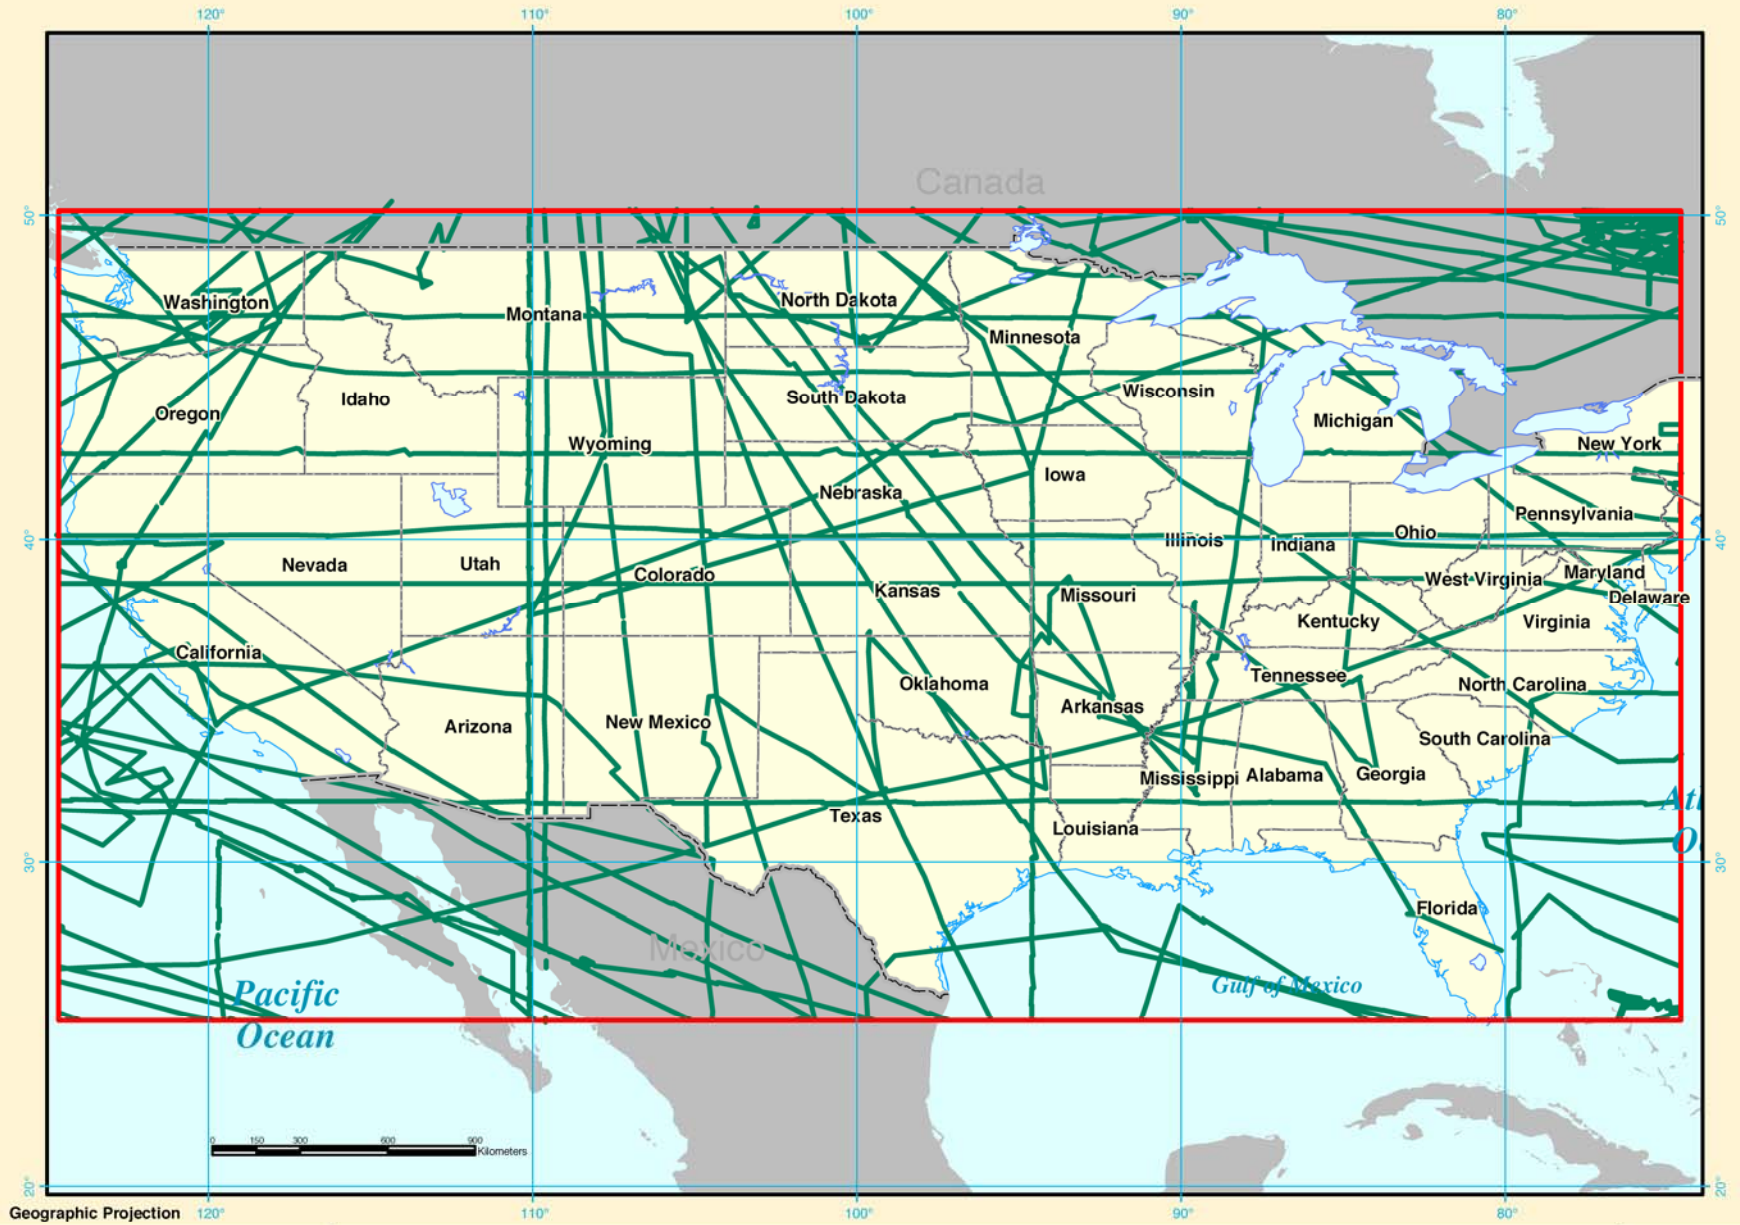 120° 110° 100° 90° 80°
Canada
50° 50°
Washington
Montana
North Dakota
Minnesota
Idaho
South Dakota
Wisconsin
Oregon
Michigan
Wyoming
New York
Iowa
Nebraska
Pennsylvania
40° 40°
Nevada
Utah
Colorado
Illinois
Indiana
Ohio
Kansas
Missouri
West Virginia
Maryland
Delaware
Kentucky
Virginia
California
Oklahoma
Tennessee
North Carolina
Arizona
New Mexico
Arkansas
South Carolina
Mississippi
Alabama
Georgia
Atl
O
Texas
Louisiana
30° 30°
Florida
Mexico
Pacific
Ocean
Gulf of Mexico
0 150 300 600 900
Kilometers
20° 20°
Geographic Projection
120° 110° 100° 90° 80°